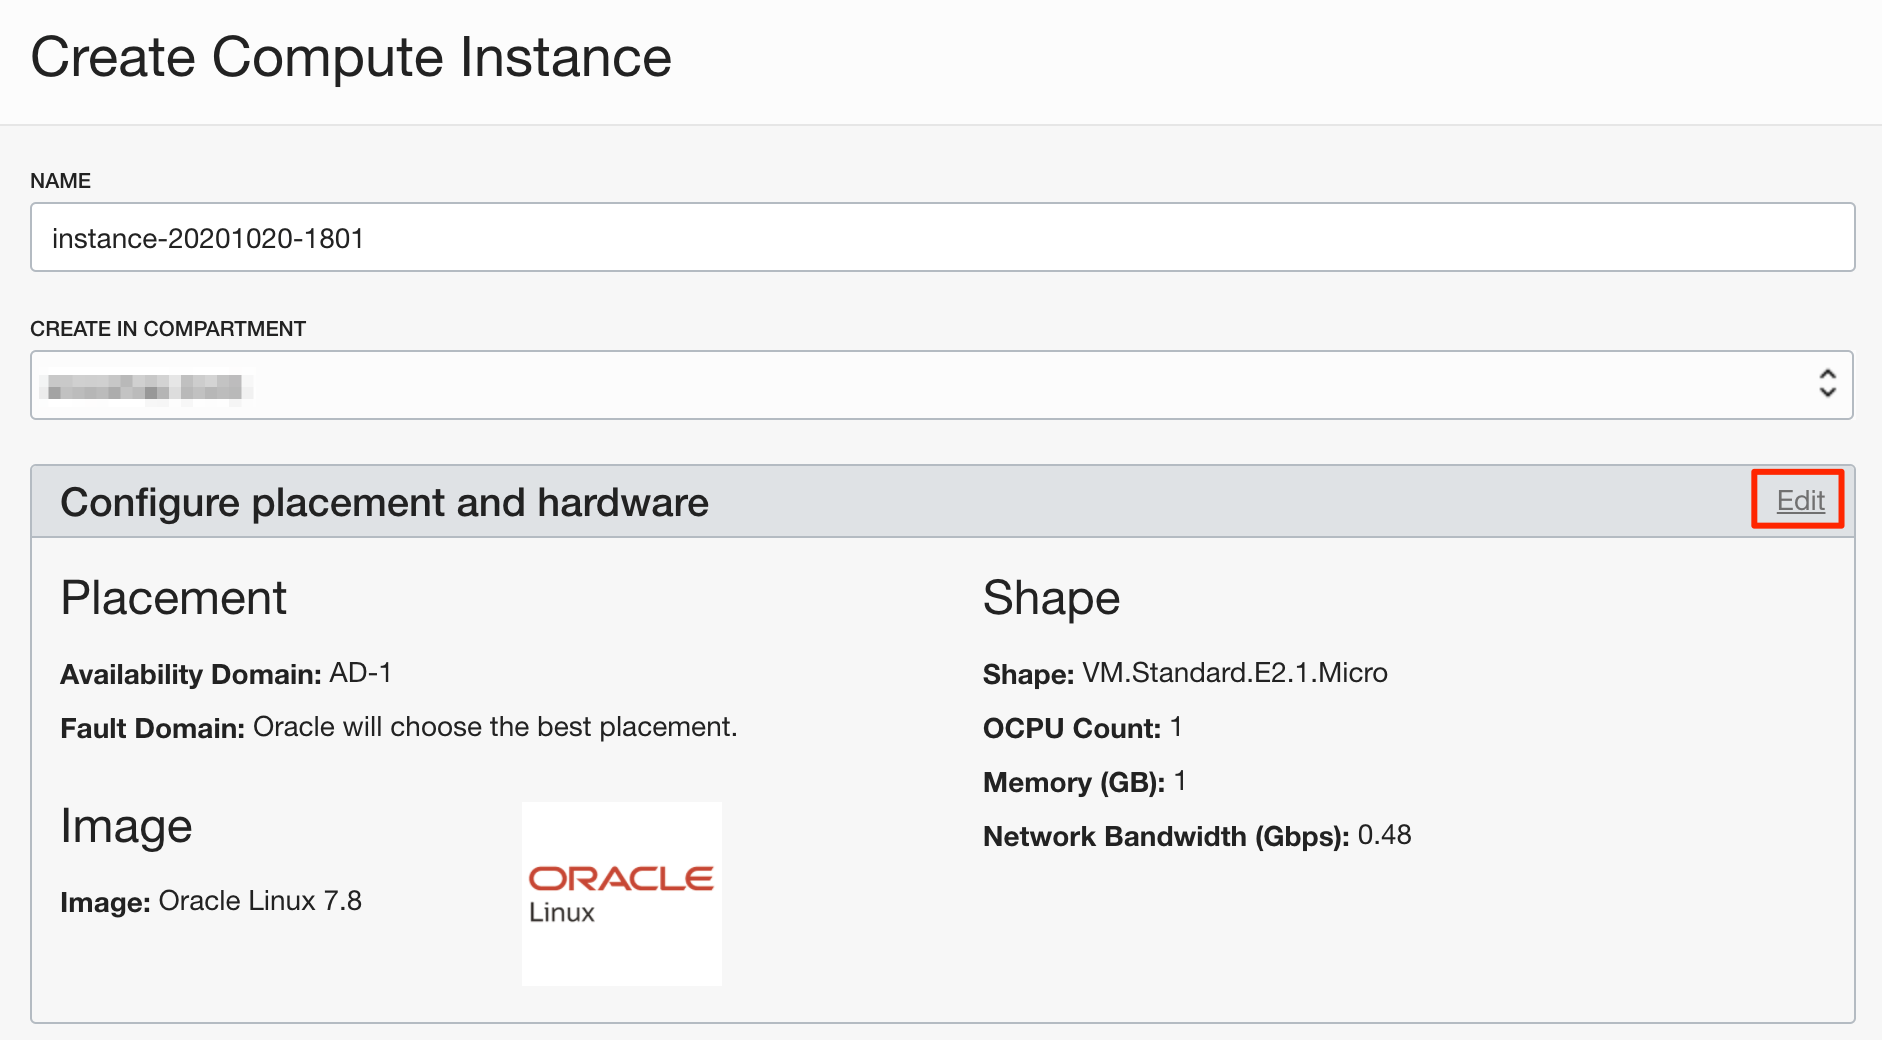 Create Compute Instance
NAME
instance-20201020-1801
CREATE IN COMPARTMENT
Configure placement and hardware
Edit
Placement
Availability Domain: AD-1
Fault Domain: Oracle will choose the best placement.
Image
Image: Oracle Linux 7.8
ORACLE
Linux
Shape
Shape: VM.Standard.E2.1.Micro
OCPU Count: 1
Memory (GB): 1
Network Bandwidth (Gbps): 0.48